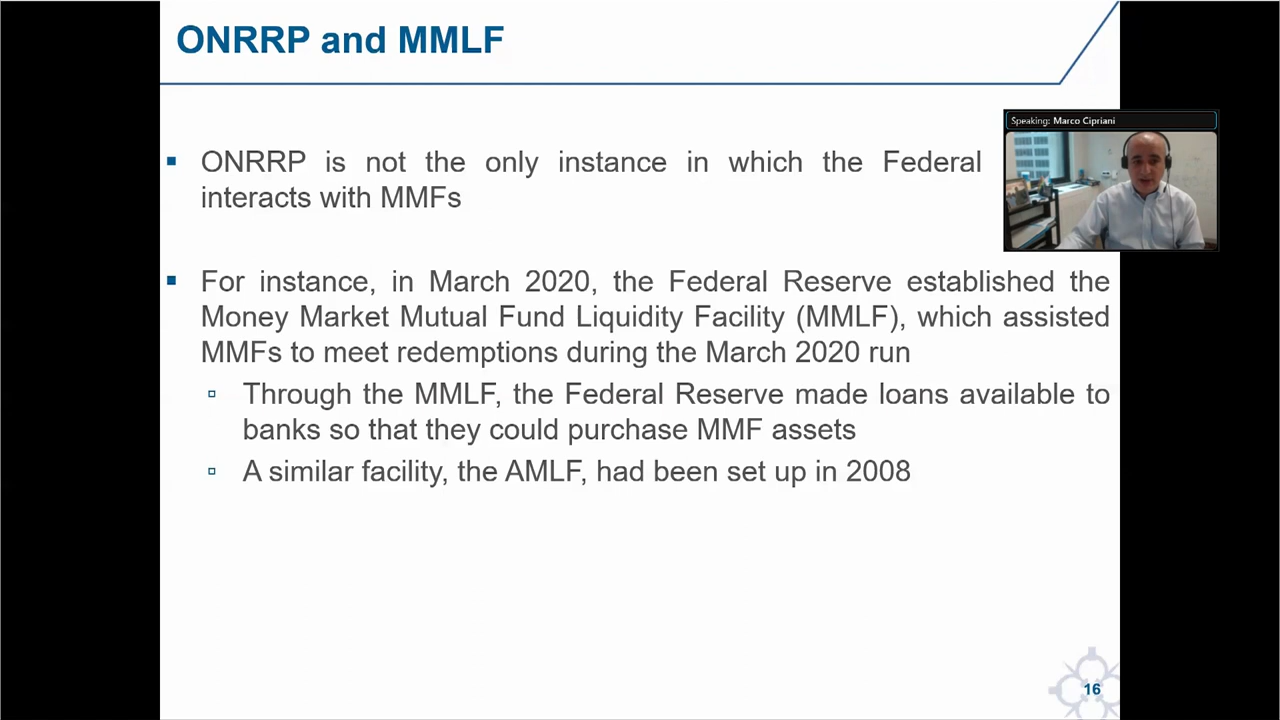 ONRRP and MMLF
Speaking: Marco Cipriani
ONRRP is not the only instance in which the Federal
interacts with MMFs
For instance, in March 2020, the Federal Reserve established the
Money Market Mutual Fund Liquidity Facility (MMLF), which assisted
MMFs to meet redemptions during the March 2020 run
Through the MMLF, the Federal Reserve made loans available to
banks so that they could purchase MMF assets
A similar facility, the AMLF, had been set up in 2008
16